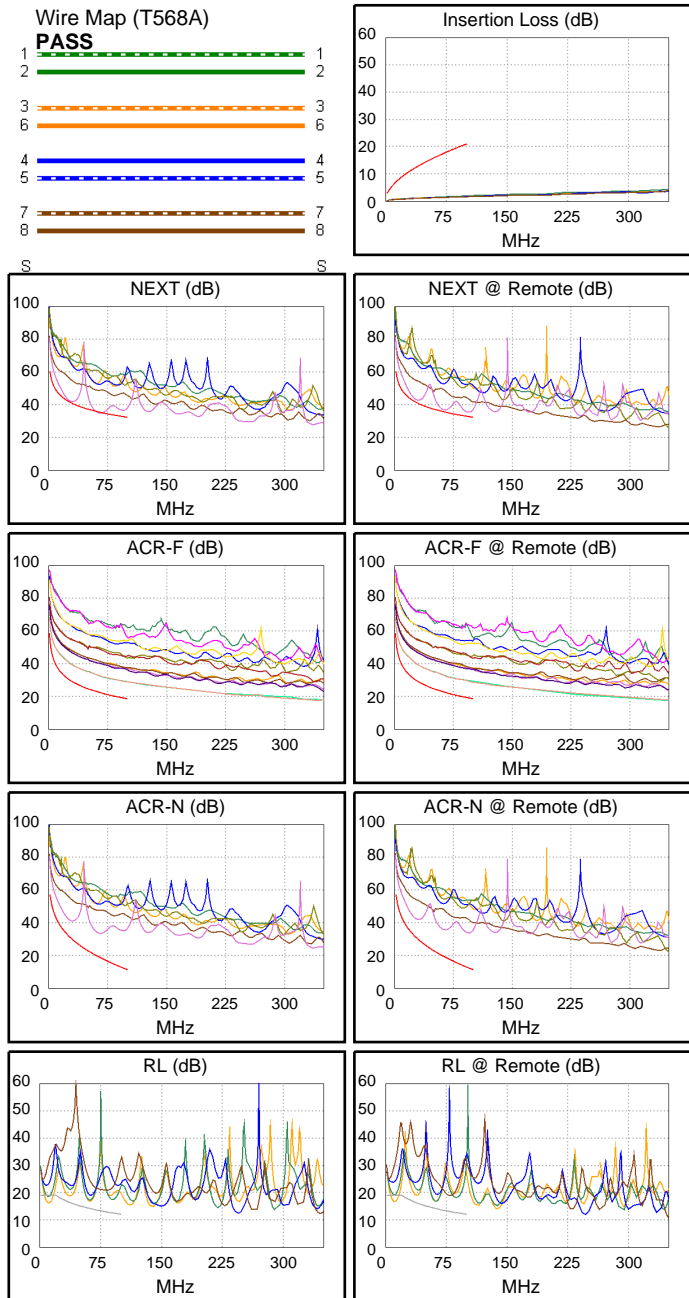 Wire Map (T568A)
PASS
1 1
2 2
3 3
6 6
4 4
5 5
7 7
8 8
S S
Insertion Loss (dB)
60
50
40
30
20
10
0
0 75 150 225 300
MHz
NEXT (dB)
100
80
60
40
20
0
0 75 150 225 300
MHz
NEXT @ Remote (dB)
100
80
60
40
20
0
0 75 150 225 300
MHz
ACR-F (dB)
100
80
60
40
20
0
0 75 150 225 300
MHz
ACR-F @ Remote (dB)
100
80
60
40
20
0
0 75 150 225 300
MHz
ACR-N (dB)
100
80
60
40
20
0
0 75 150 225 300
MHz
ACR-N @ Remote (dB)
100
80
60
40
20
0
0 75 150 225 300
MHz
RL (dB)
60
50
40
30
20
10
0
0 75 150 225 300
MHz
RL @ Remote (dB)
60
50
40
30
20
10
0
0 75 150 225 300
MHz